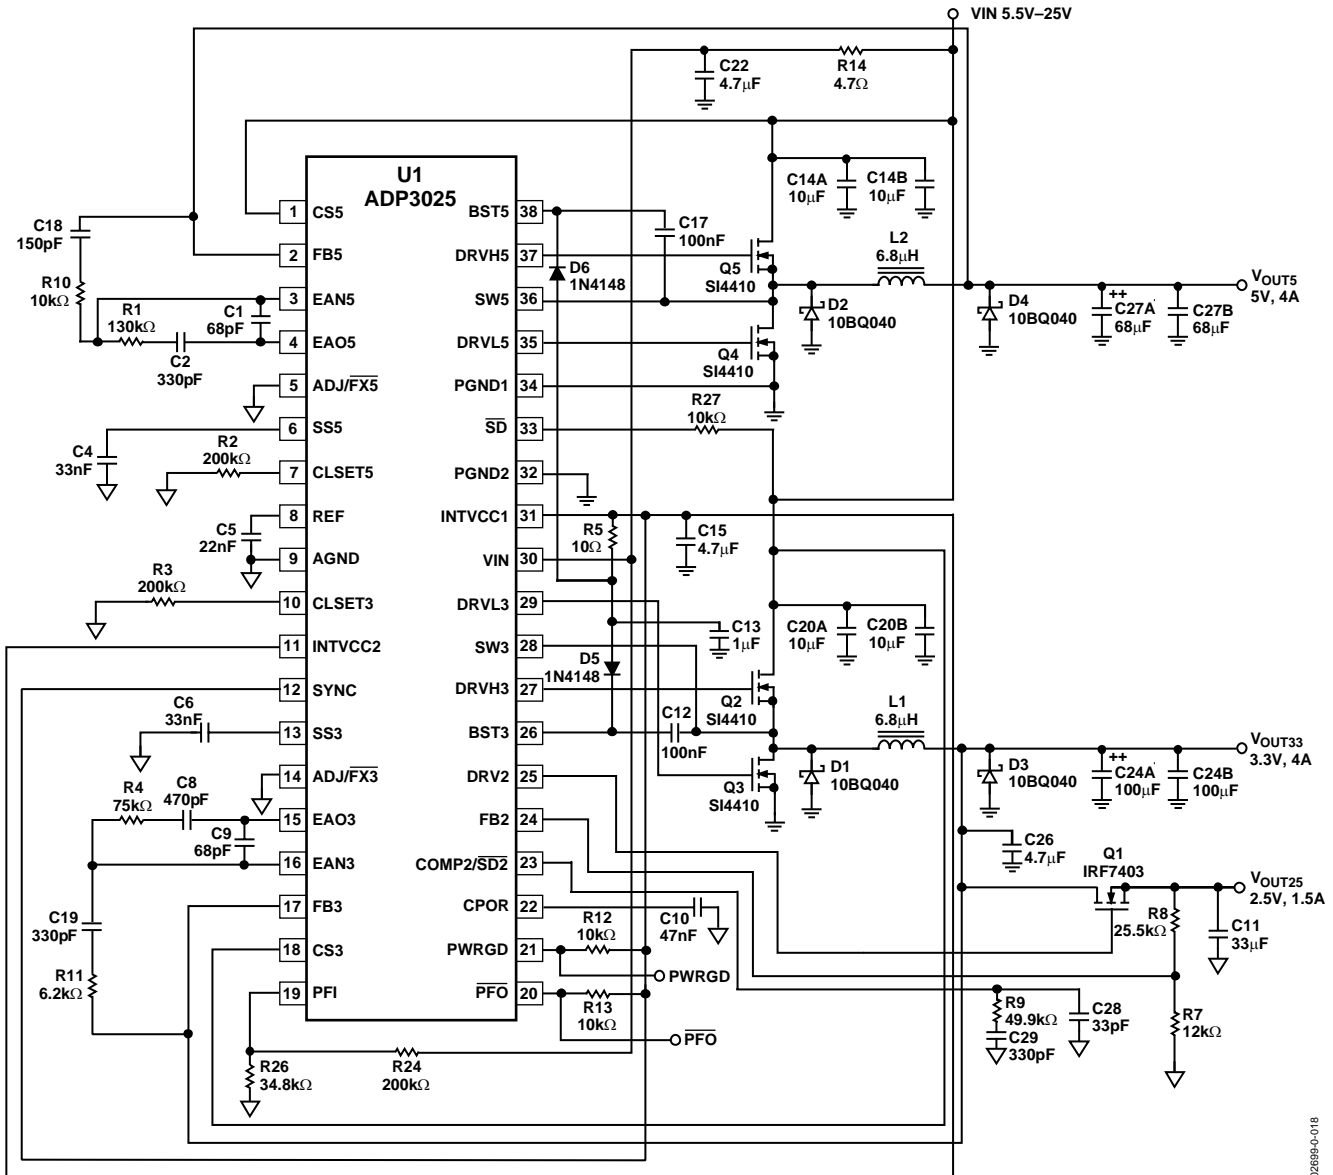 VIN 5.5V–25V
C22
4.7μF
R14
4.7Ω
U1
ADP3025
C14A
10μF
C14B
10μF
C18
150pF
1 CS5
BST5 38
C17
100nF
L2
6.8μH
2 FB5
DRVH5 37
D6
1N4148
Q5
SI4410
R10
10kΩ
3 EAN5
SW5 36
VOUT5
5V, 4A
R1
130kΩ
C1
68pF
D2
10BQ040
D4
10BQ040
++
C27A
68μF
C27B
68μF
C2
330pF
4 EAO5
DRVL5 35
Q4
SI4410
5 ADJ/FX5
PGND1 34
R27
10kΩ
6 SS5
SD 33
C4
33nF
R2
200kΩ
7 CLSET5
PGND2 32
8 REF
INTVCC1 31
C5
22nF
R5
10Ω
C15
4.7μF
9 AGND
VIN 30
R3
200kΩ
10 CLSET3
DRVL3 29
C13
1μF
C20A
10μF
C20B
10μF
11 INTVCC2
SW3 28
D5
1N4148
12 SYNC
DRVH3 27
Q2
SI4410
L1
6.8μH
C6
33nF
13 SS3
BST3 26
C12
100nF
VOUT33
3.3V, 4A
14 ADJ/FX3
DRV2 25
Q3
SI4410
D1
10BQ040
D3
10BQ040
++
C24A
100μF
C24B
100μF
R4
75kΩ
C8
470pF
15 EAO3
FB2 24
C9
68pF
C26
4.7μF
16 EAN3
COMP2/SD2 23
Q1
IRF7403
VOUT25
2.5V, 1.5A
C19
330pF
17 FB3
CPOR 22
C10
47nF
R12
10kΩ
R8
25.5kΩ
C11
33μF
18 CS3
PWRGD 21
PWRGD
R11
6.2kΩ
19 PFI
PFO 20
R13
10kΩ
PFO
R9
49.9kΩ
C29
330pF
C28
33pF
R7
12kΩ
R26
34.8kΩ
R24
200kΩ
02699-0-018